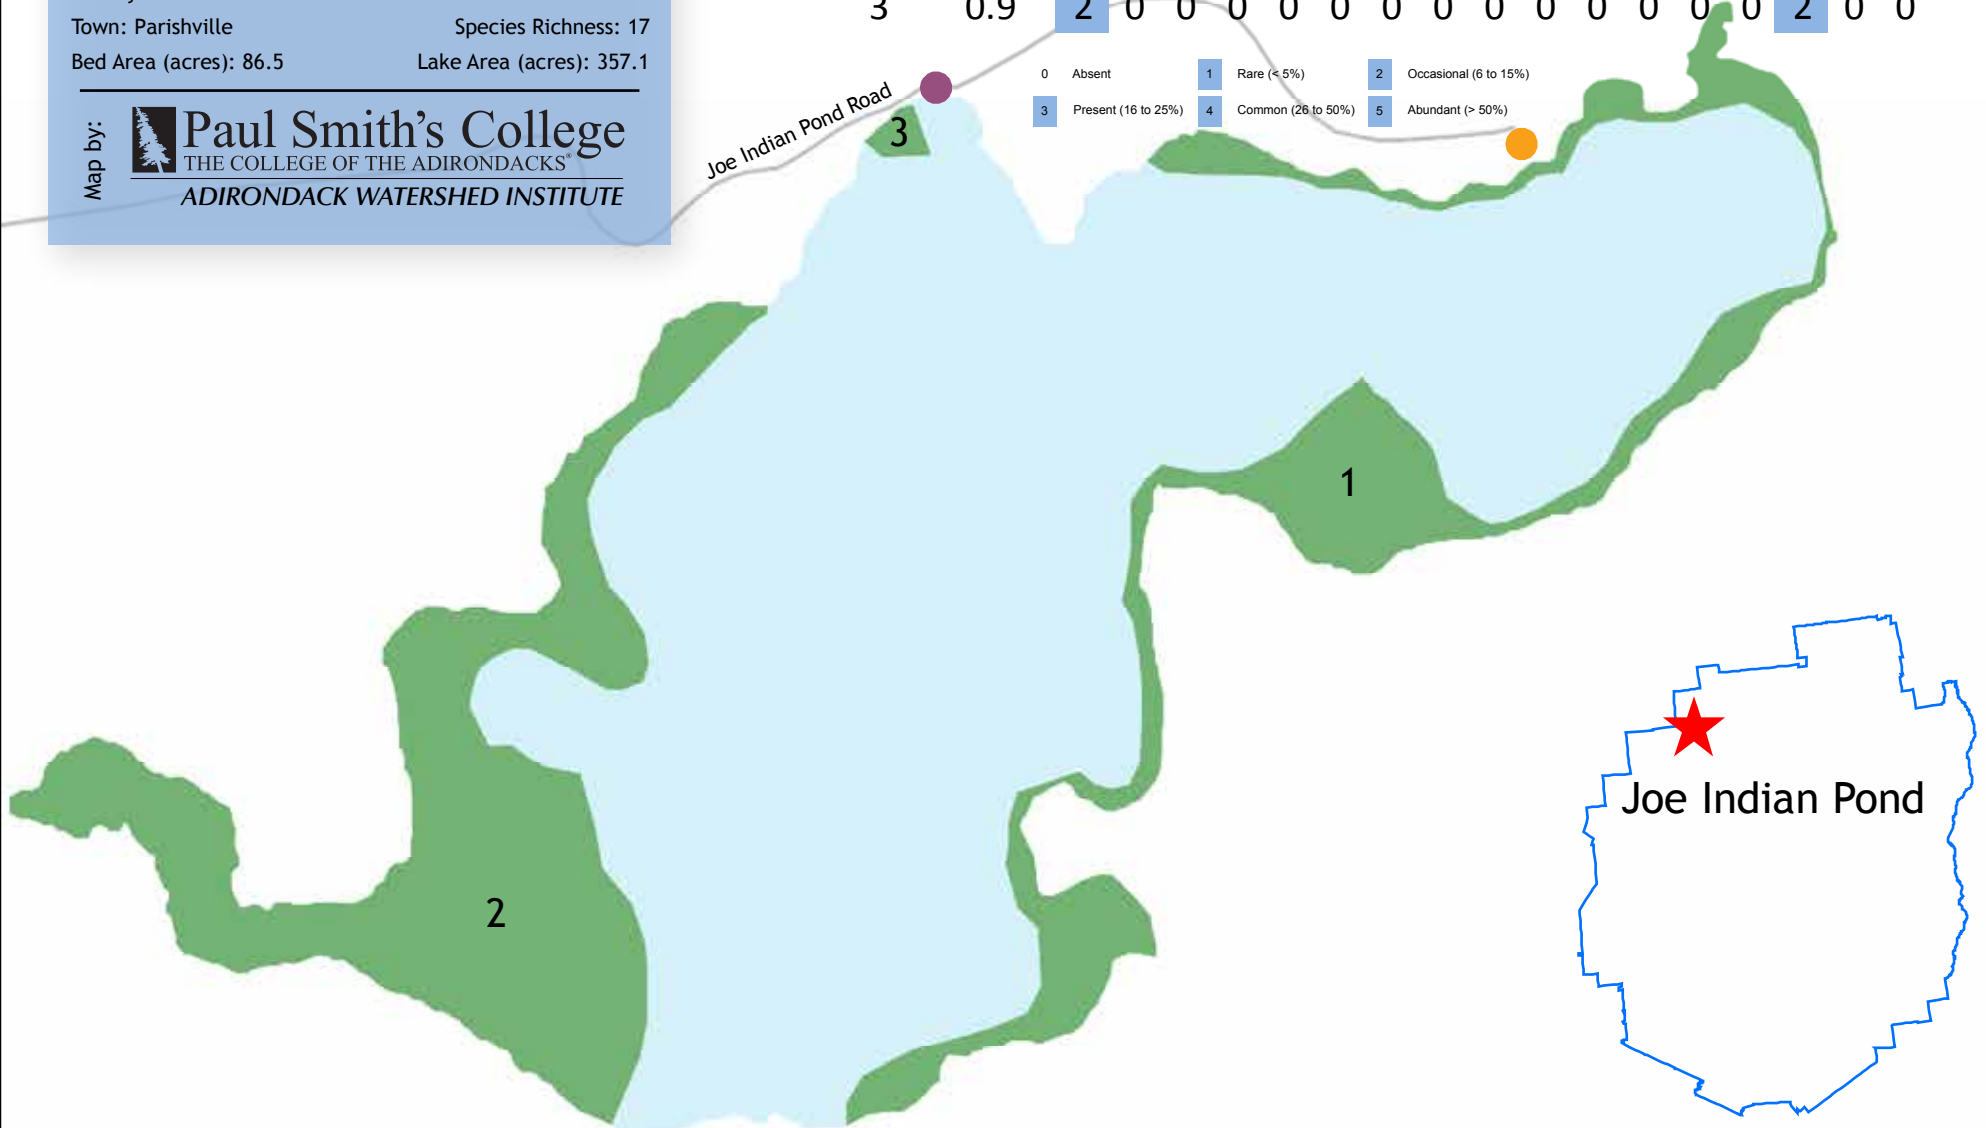 3 0.9 2 0 0 0 0 0 0 0 0 0 0 0 0 0 2 0 0
Town: Parishville Species Richness: 17
Bed Area (acres): 86.5 Lake Area (acres): 357.1
Map by:
Paul Smith's College
THE COLLEGE OF THE ADIRONDACKS®
ADIRONDACK WATERSHED INSTITUTE
0 Absent 1 Rare (< 5%) 2 Occasional (6 to 15%)
3 Present (16 to 25%) 4 Common (26 to 50%) 5 Abundant (> 50%)
Joe Indian Pond Road
3
1
2
Joe Indian Pond